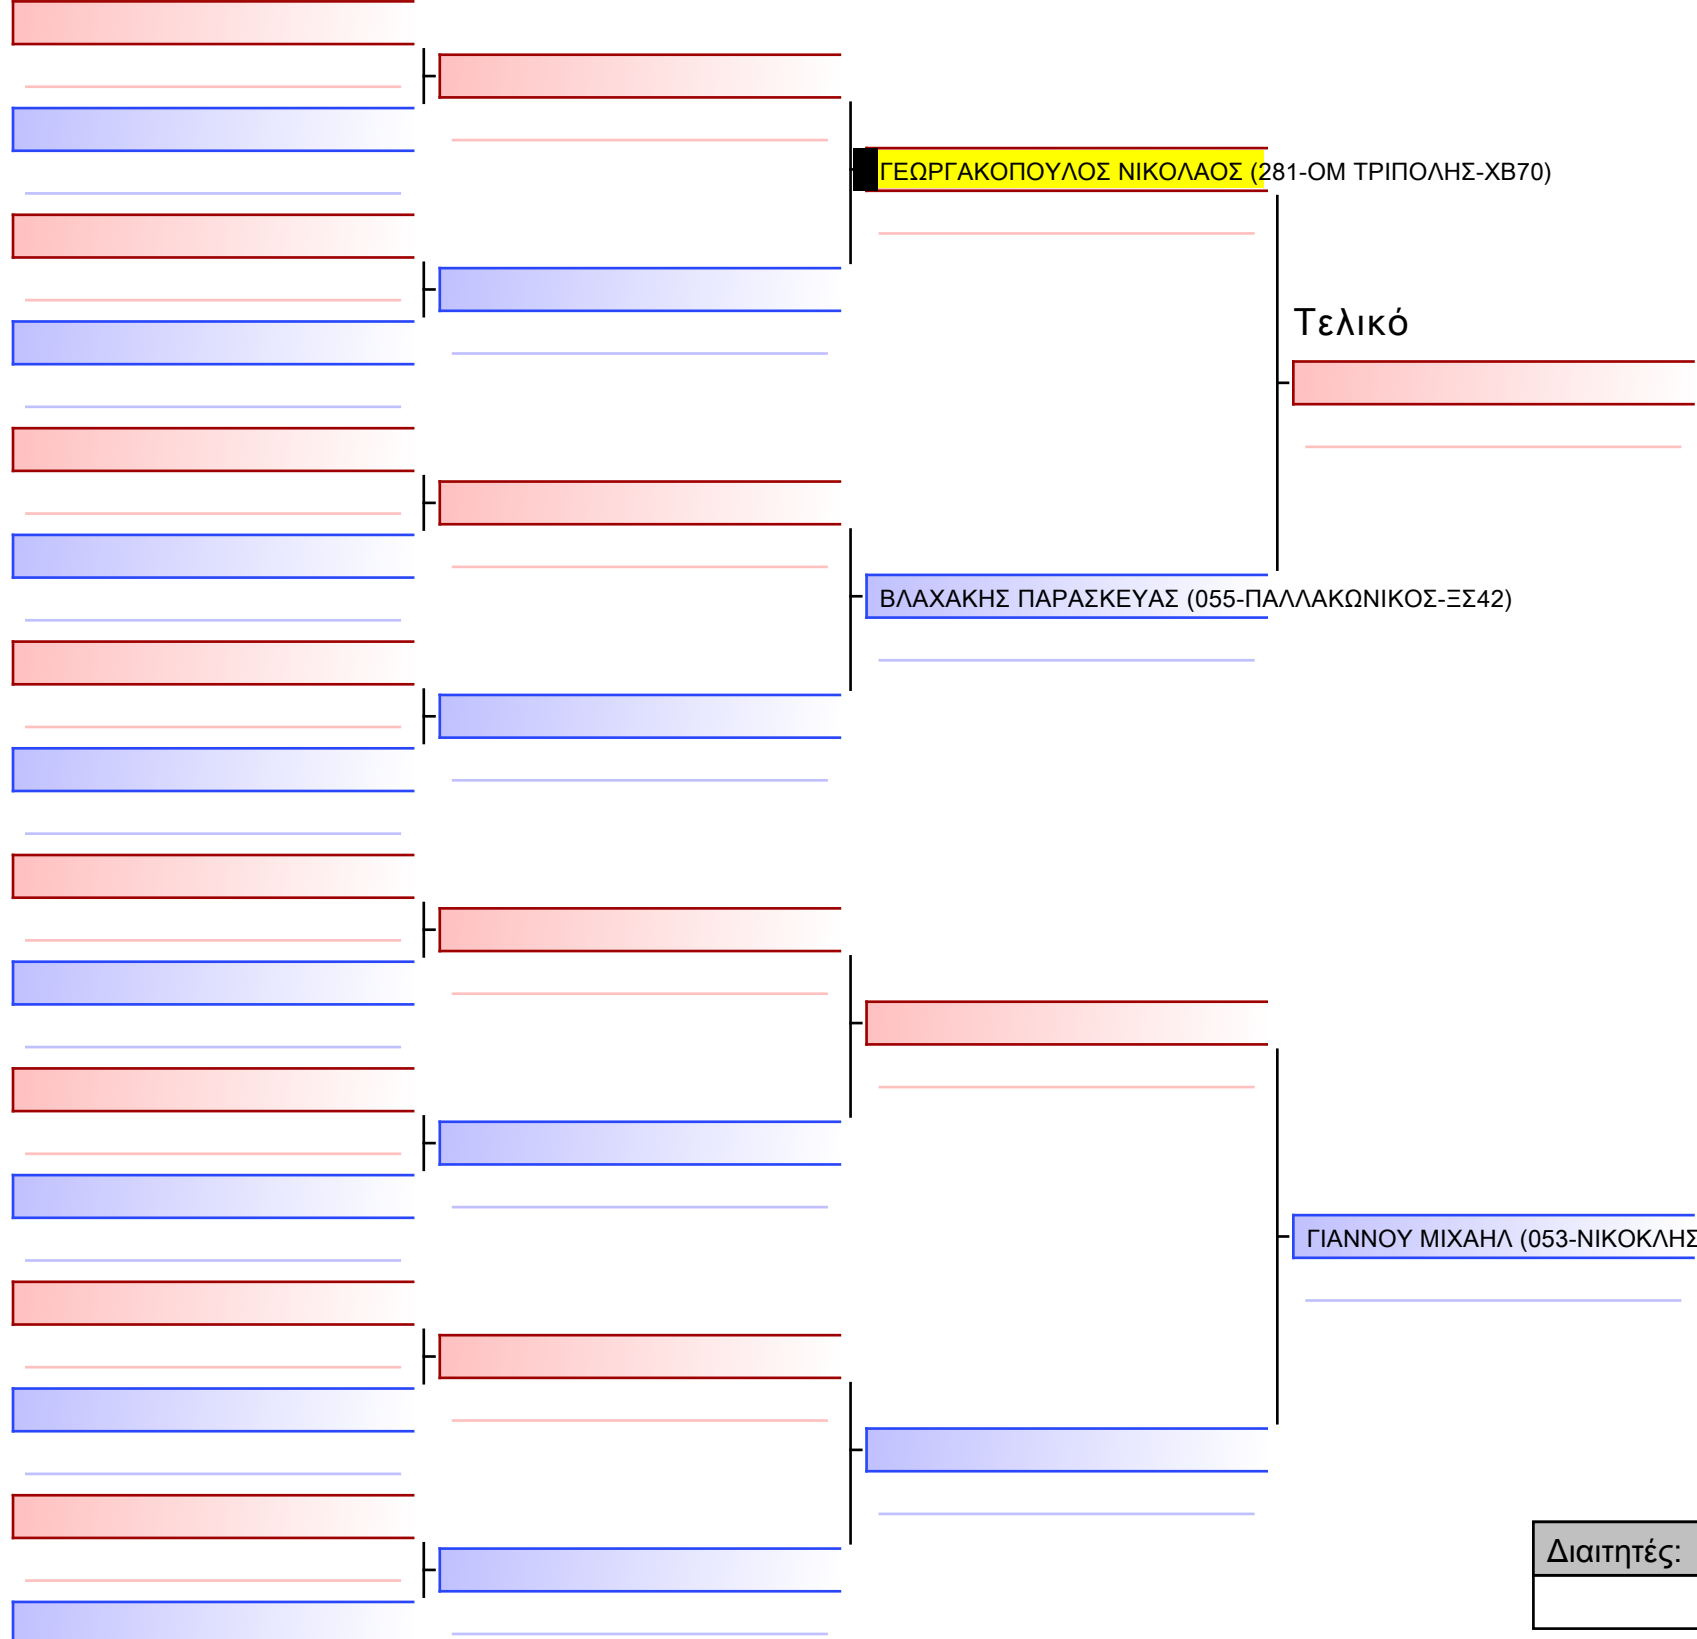 ΓΕΩΡΓΑΚΟΠΟΥΛΟΣ ΝΙΚΟΛΑΟΣ (281-ΟΜ ΤΡΙΠΟΛΗΣ-ΧΒ70)
Τελικό
ΒΛΑΧΑΚΗΣ ΠΑΡΑΣΚΕΥΑΣ (055-ΠΑΛΛΑΚΩΝΙΚΟΣ-ΞΣ42)
ΓΙΑΝΝΟΥ ΜΙΧΑΗΛ (053-ΝΙΚΟΚΛΗΣ
Διαιτητές: